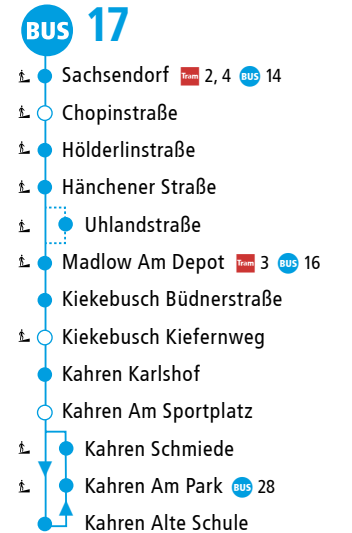 BUS 17
Sachsendorf Tram 2, 4 BUS 14
Chopinstraße
Hölderlinstraße
Hänchener Straße
Uhlandstraße
Madlow Am Depot Tram 3 BUS 16
Kiekebusch Büdnerstraße
Kiekebusch Kiefernweg
Kahren Karlshof
Kahren Am Sportplatz
Kahren Schmiede
Kahren Am Park BUS 28
Kahren Alte Schule